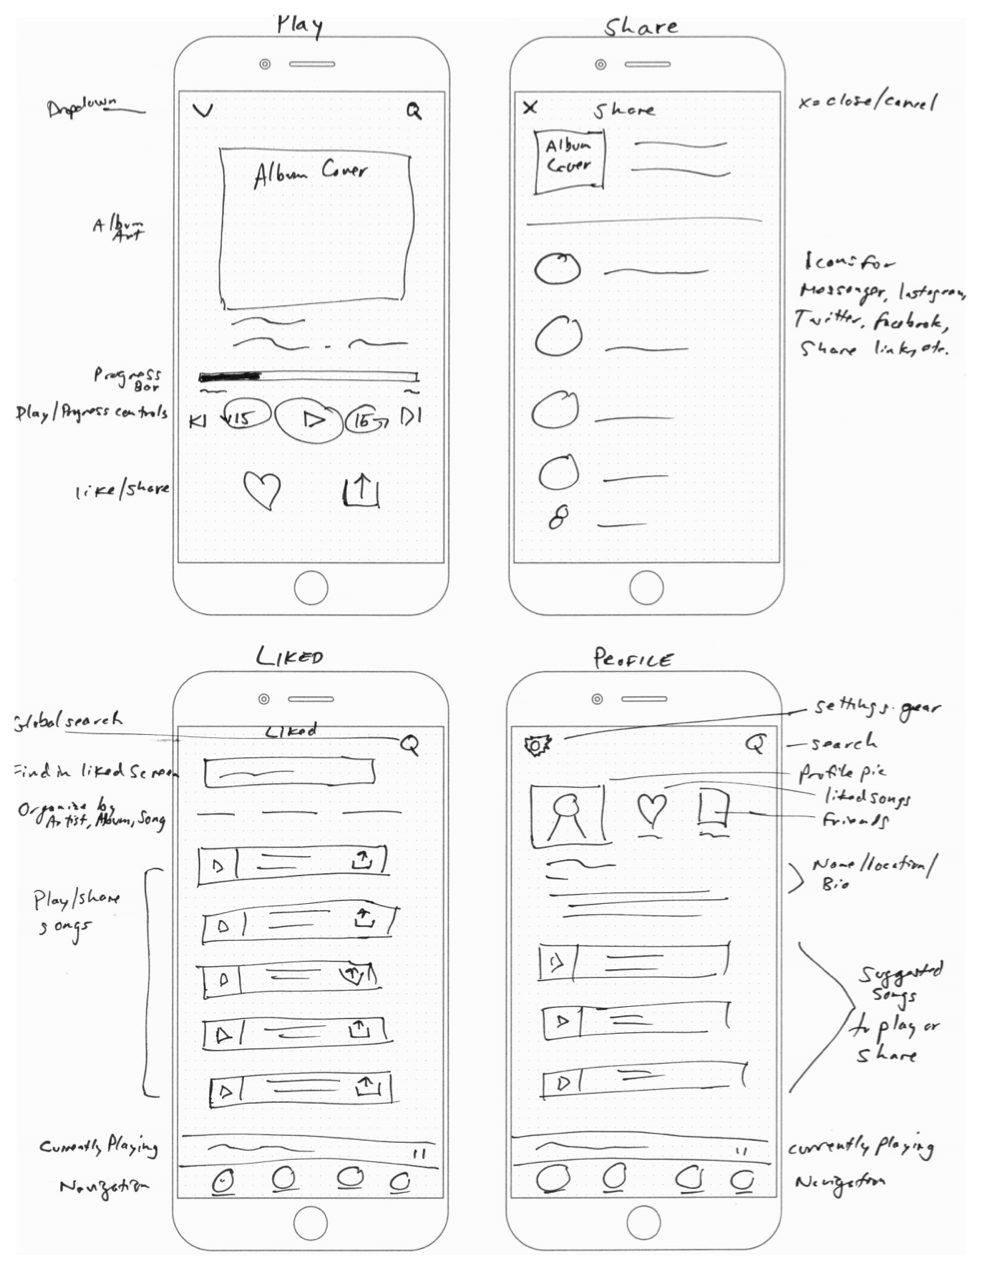 Play
Dropdown
Q
Album Cover
Album
Art
Progress
Bar
Play/Progress controls
15
15
like/share
Share
X
Share
x=close/cancel
Album
Cover
Icons for
Messenger, Instagram,
Twitter, facebook,
Share link, etc.
LIKED
Global search
Liked
Q
Find in liked Screen
Organize by
Artist, Album, Song
Play/share
songs
Currently Playing
Navigation
PROFILE
settings gear
Q
search
Profile pic
liked songs
friends
Name/location/
Bio
Suggested
Songs
to play or
share
currently playing
Navigation